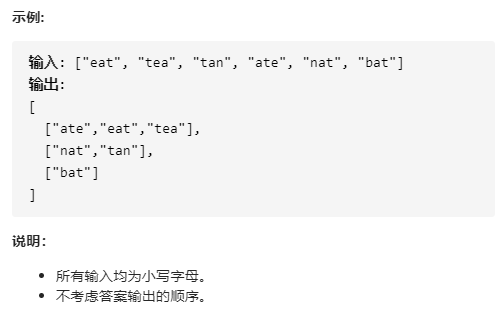 示例:
输入: ["eat", "tea", "tan", "ate", "nat", "bat"]
输出:
[
  ["ate","eat","tea"],
  ["nat","tan"],
  ["bat"]
]
说明：
• 所有输入均为小写字母。
• 不考虑答案输出的顺序。